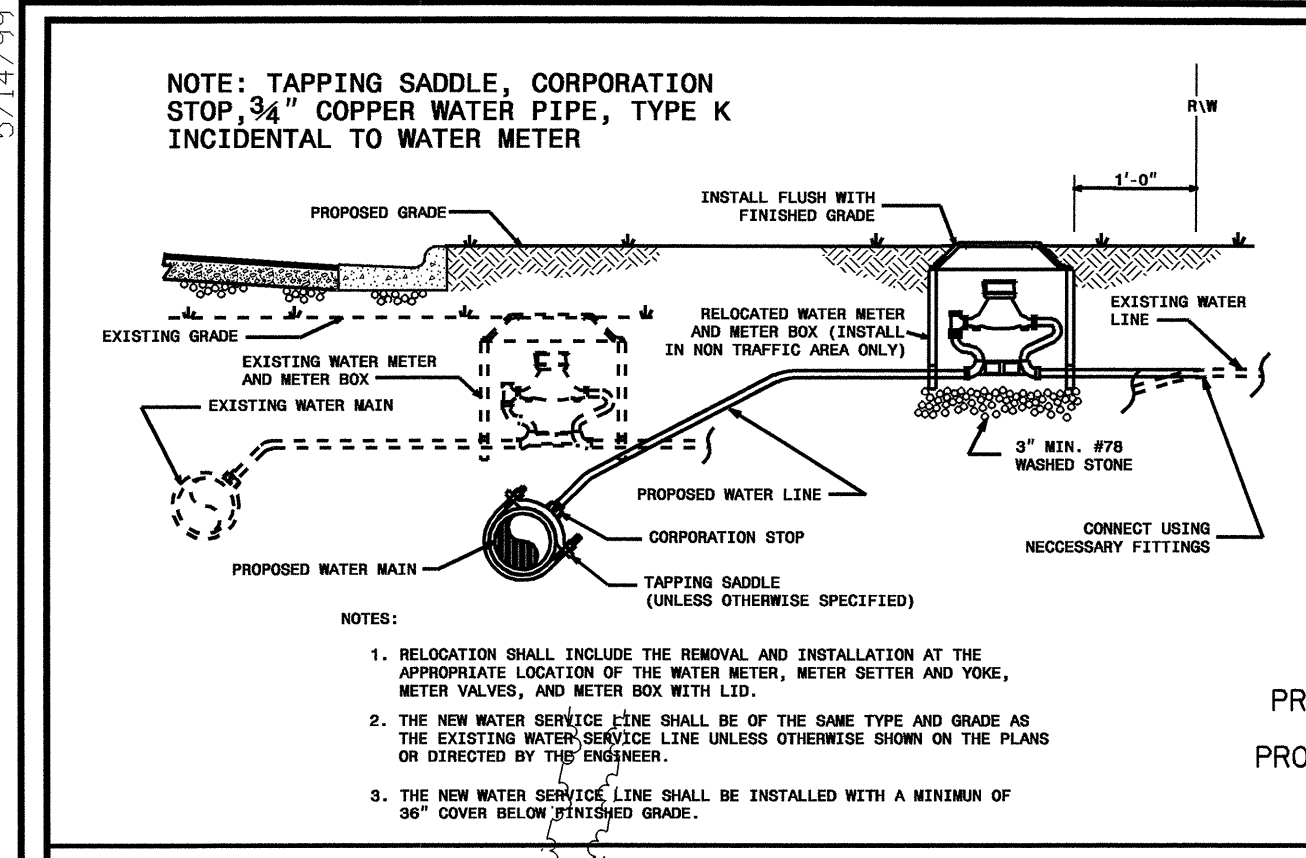 5/14/99
NOTE: TAPPING SADDLE, CORPORATION
STOP, 3/4" COPPER WATER PIPE, TYPE K
INCIDENTAL TO WATER METER
R\W
1'-0"
INSTALL FLUSH WITH
FINISHED GRADE
PROPOSED GRADE
EXISTING GRADE
RELOCATED WATER METER
AND METER BOX (INSTALL
IN NON TRAFFIC AREA ONLY)
EXISTING WATER
LINE
EXISTING WATER METER
AND METER BOX
EXISTING WATER MAIN
3" MIN. #78
WASHED STONE
PROPOSED WATER LINE
CORPORATION STOP
CONNECT USING
NECCESSARY FITTINGS
PROPOSED WATER MAIN
TAPPING SADDLE
(UNLESS OTHERWISE SPECIFIED)
NOTES:
1. RELOCATION SHALL INCLUDE THE REMOVAL AND INSTALLATION AT THE
APPROPRIATE LOCATION OF THE WATER METER, METER SETTER AND YOKE,
METER VALVES, AND METER BOX WITH LID.
2. THE NEW WATER SERVICE LINE SHALL BE OF THE SAME TYPE AND GRADE AS
THE EXISTING WATER SERVICE LINE UNLESS OTHERWISE SHOWN ON THE PLANS
OR DIRECTED BY THE ENGINEER.
3. THE NEW WATER SERVICE LINE SHALL BE INSTALLED WITH A MINIMUN OF
36" COVER BELOW FINISHED GRADE.
PR
PRO